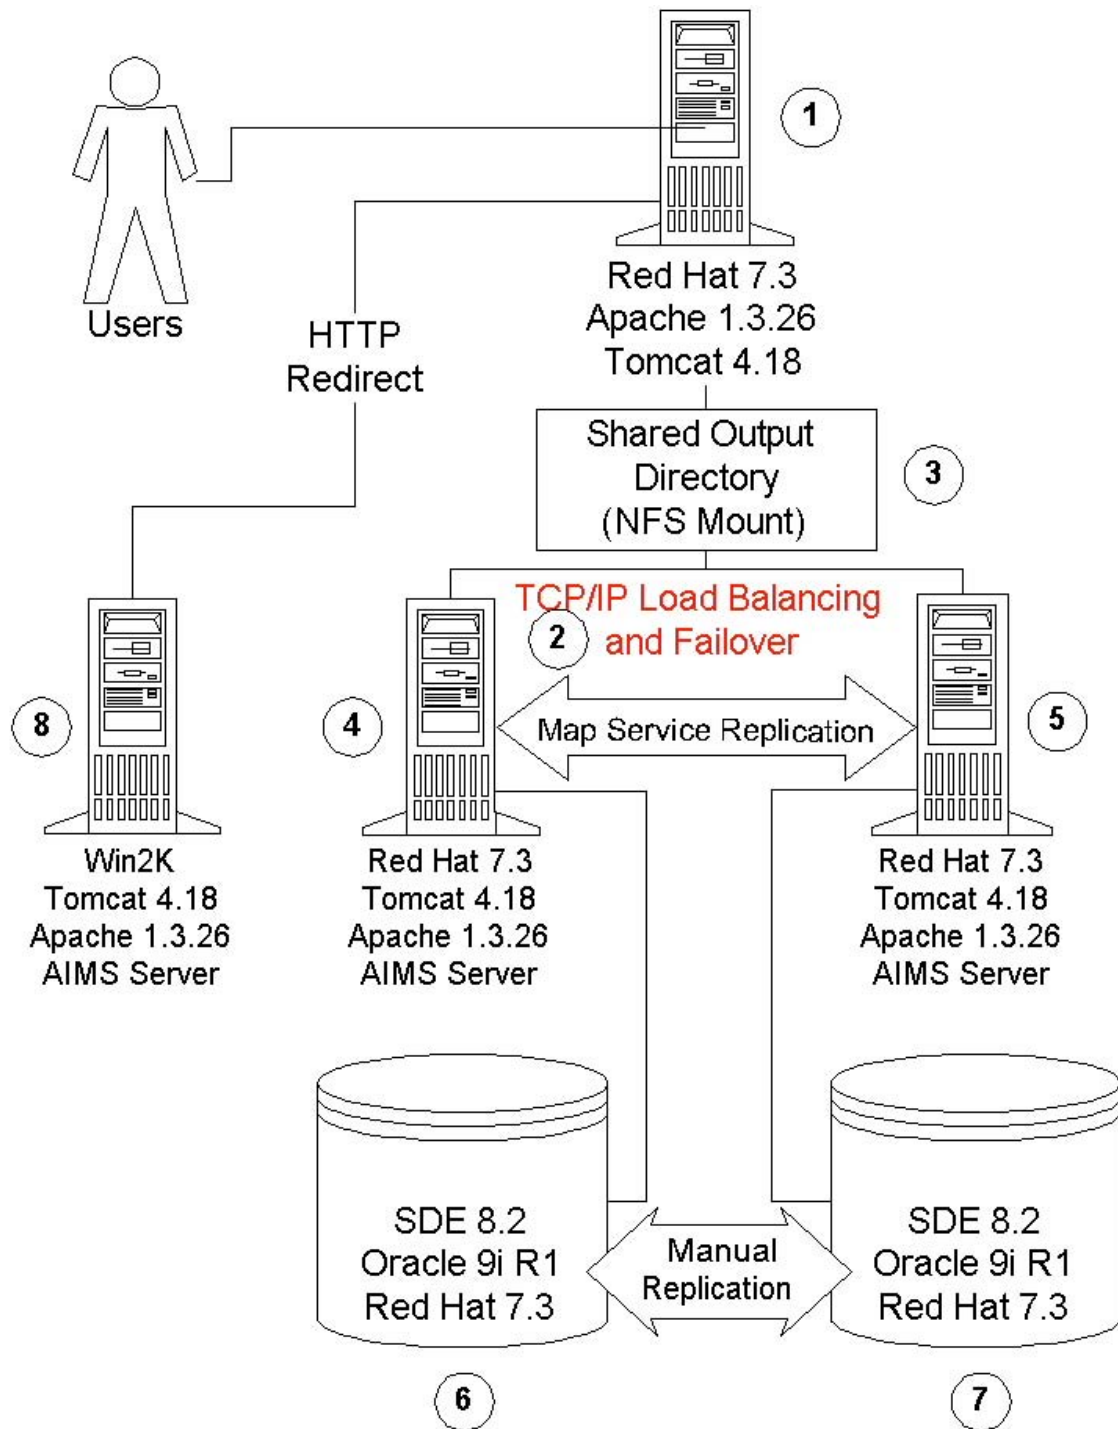 1
Users
Red Hat 7.3
Apache 1.3.26
Tomcat 4.18
HTTP
Redirect
Shared Output
Directory
(NFS Mount)
3
TCP/IP Load Balancing
and Failover
2
8
4
Map Service Replication
5
Win2K
Tomcat 4.18
Apache 1.3.26
AIMS Server
Red Hat 7.3
Tomcat 4.18
Apache 1.3.26
AIMS Server
Red Hat 7.3
Tomcat 4.18
Apache 1.3.26
AIMS Server
SDE 8.2
Oracle 9i R1
Red Hat 7.3
Manual
Replication
SDE 8.2
Oracle 9i R1
Red Hat 7.3
6
7